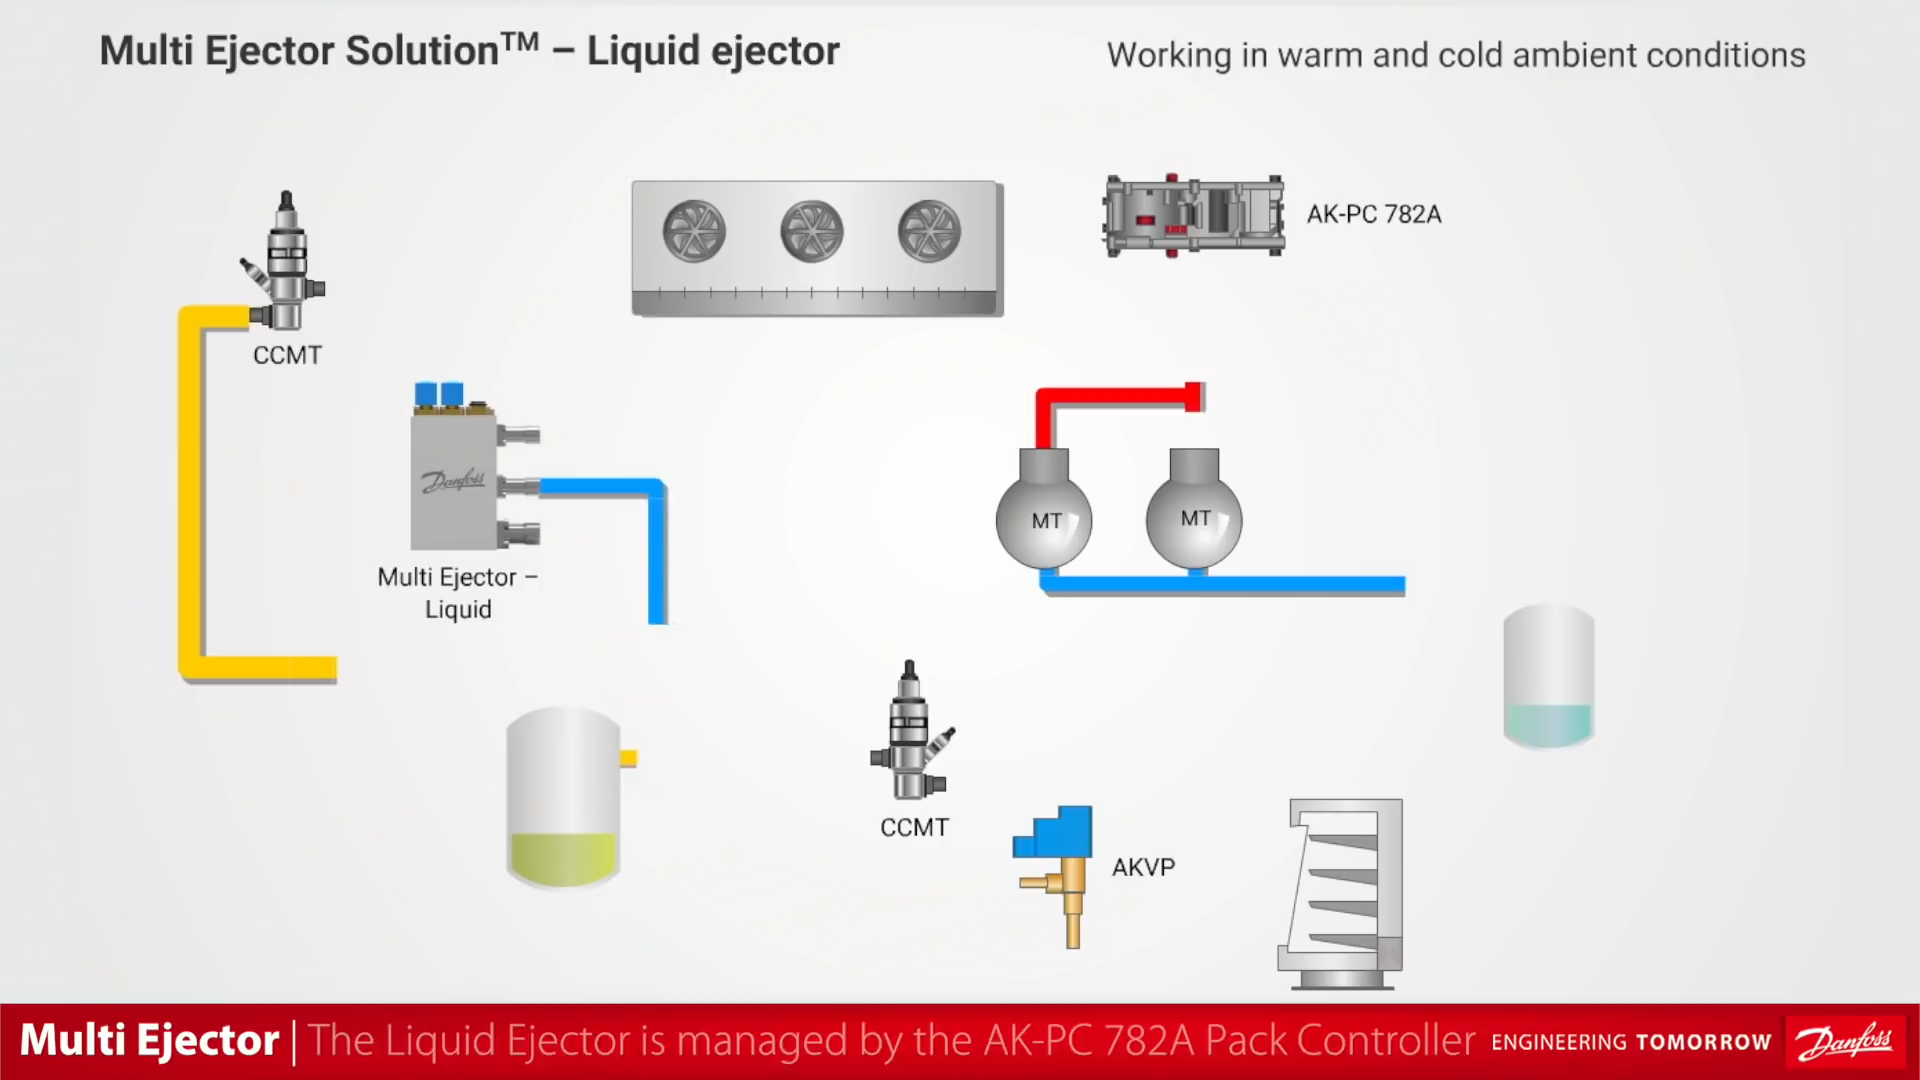 Multi Ejector Solution™ – Liquid ejector
Working in warm and cold ambient conditions
AK-PC 782A
CCMT
Danfoss
Multi Ejector –
Liquid
MT
MT
CCMT
AKVP
Multi Ejector | The Liquid Ejector is managed by the AK-PC 782A Pack Controller
ENGINEERING TOMORROW
Danfoss